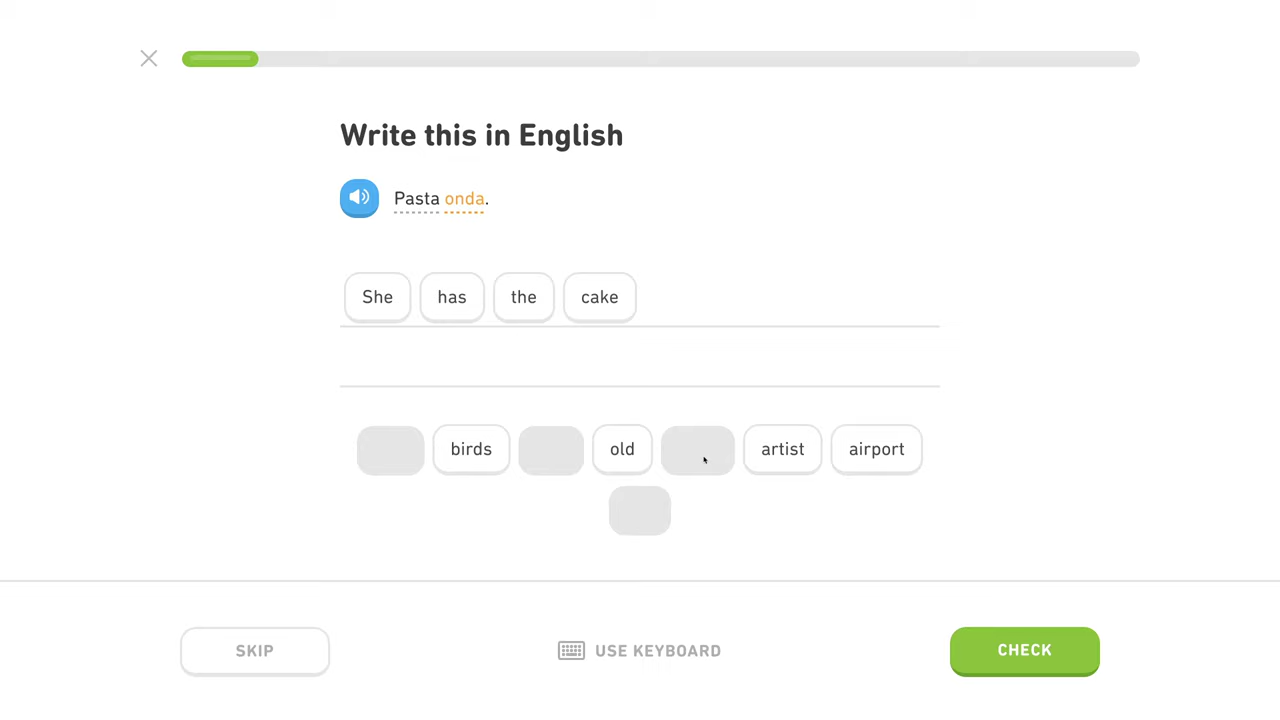 Write this in English
Pasta onda.
She has the cake
birds old artist airport
SKIP USE KEYBOARD CHECK